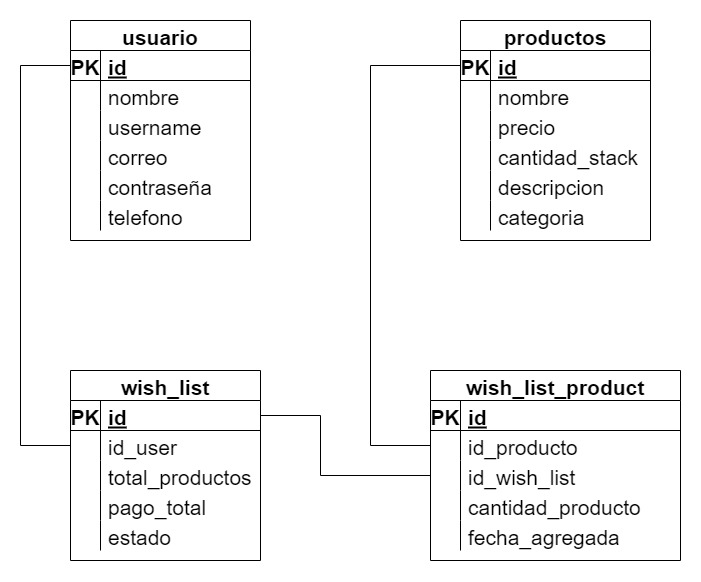 usuario
PK id
nombre
username
correo
contraseña
telefono
productos
PK id
nombre
precio
cantidad_stack
descripcion
categoria
wish_list
PK id
id_user
total_productos
pago_total
estado
wish_list_product
PK id
id_producto
id_wish_list
cantidad_producto
fecha_agregada